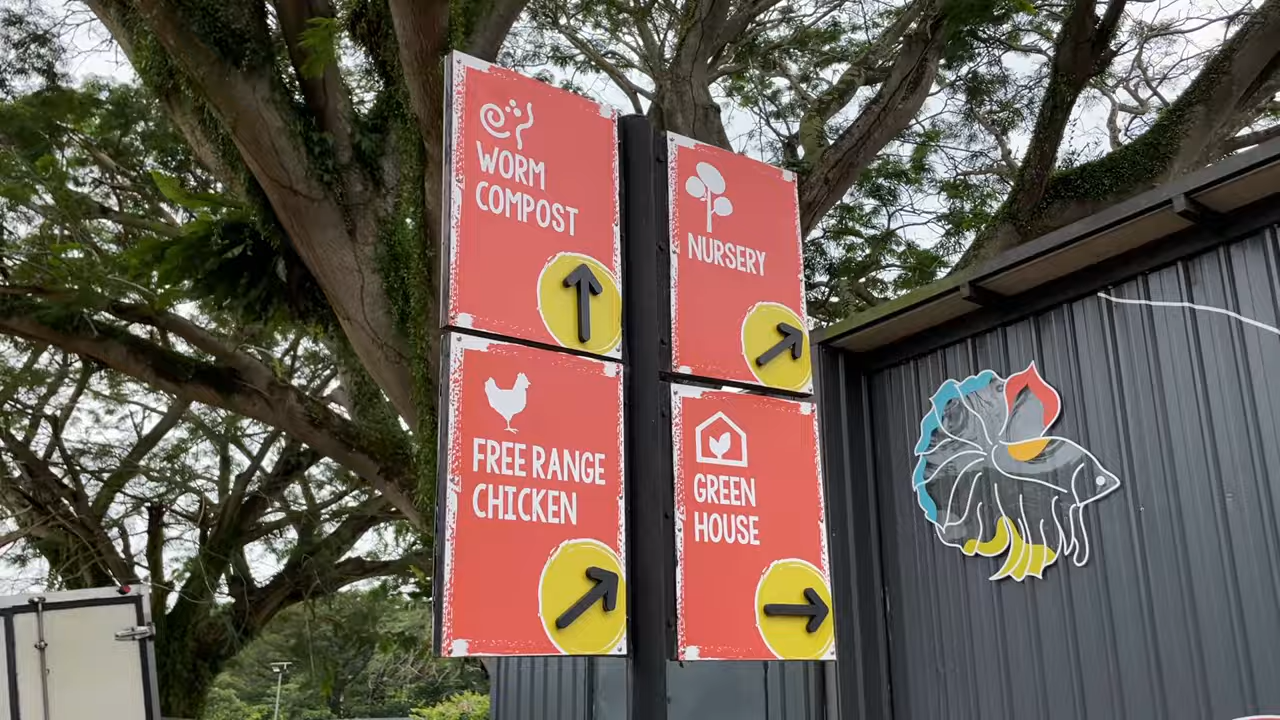 WORM
COMPOST
NURSERY
FREE RANGE
CHICKEN
GREEN
HOUSE